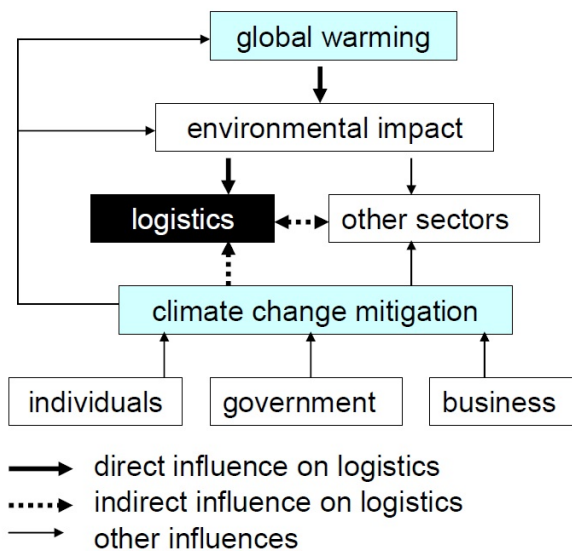 global warming
environmental impact
logistics
other sectors
climate change mitigation
individuals
government
business
direct influence on logistics
indirect influence on logistics
other influences